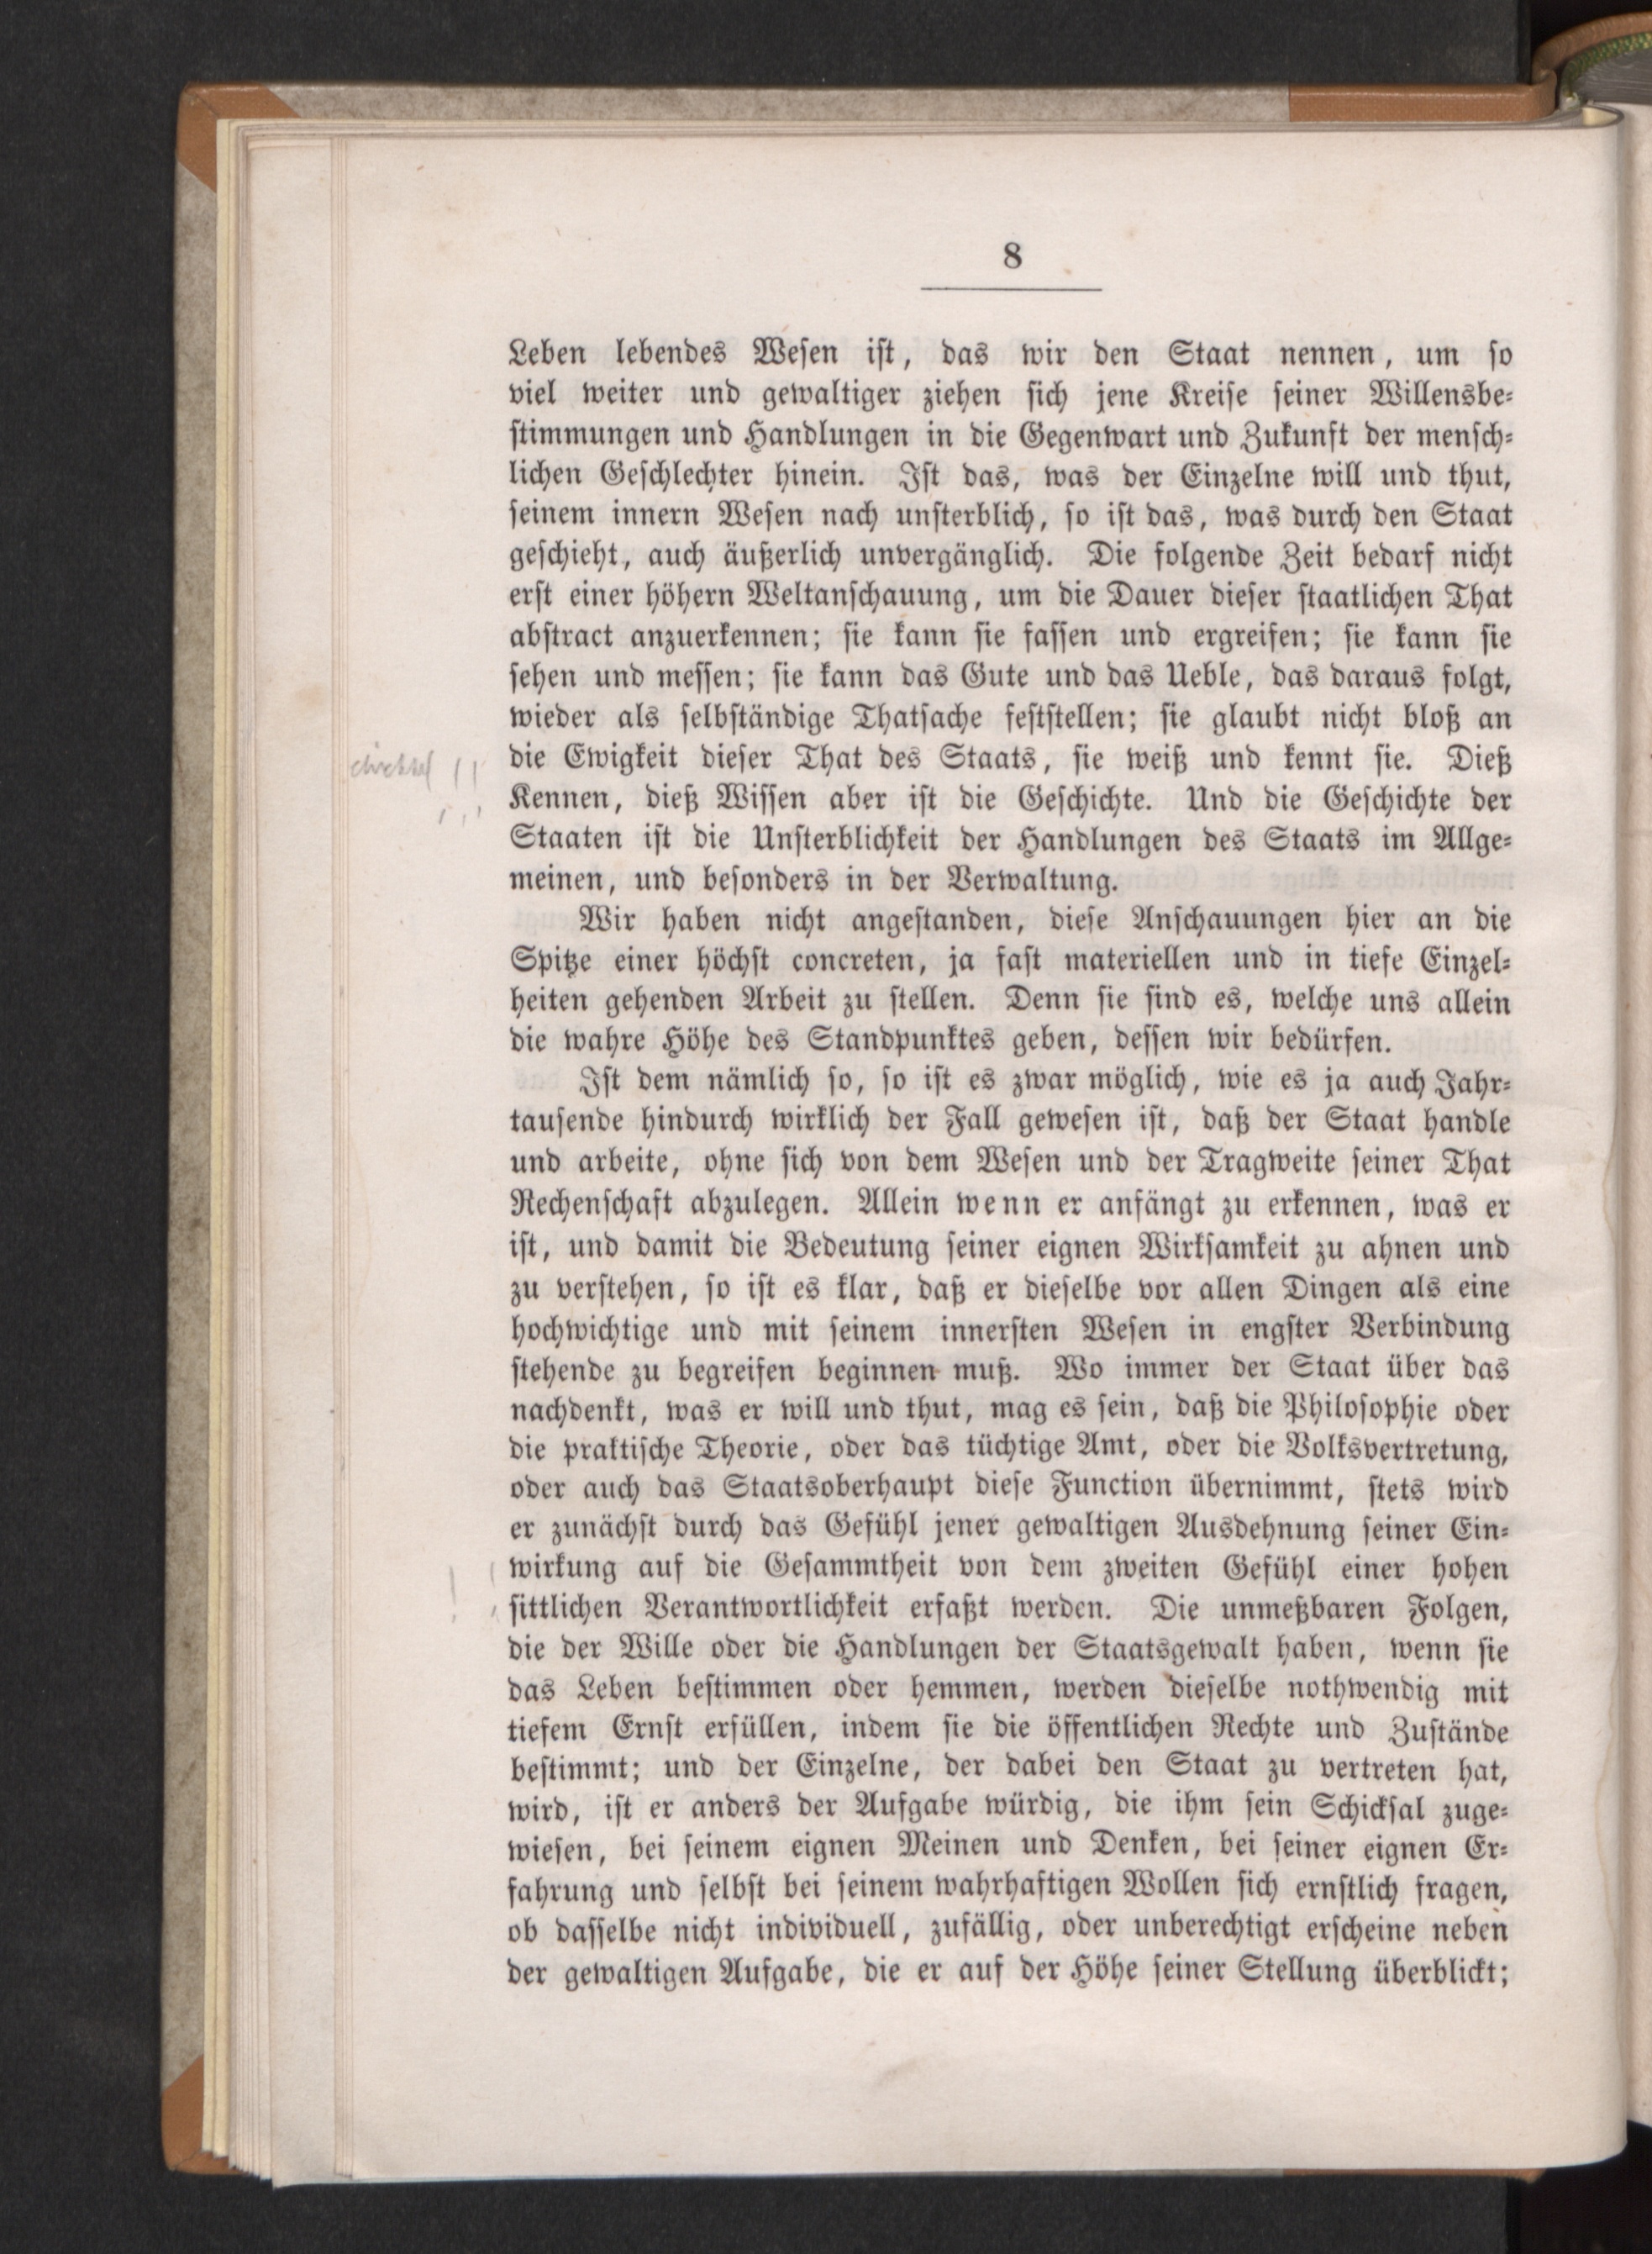 8
Leben lebendes Wesen ist, das wir den Staat nennen, um so
viel weiter und gewaltiger ziehen sich jene Kreise seiner Willensbe-
stimmungen und Handlungen in die Gegenwart und Zukunft der mensch-
lichen Geschlechter hinein. Ist das, was der Einzelne will und thut,
seinem innern Wesen nach unsterblich, so ist das, was durch den Staat
geschieht, auch äußerlich unvergänglich. Die folgende Zeit bedarf nicht
erst einer höhern Weltanschauung, um die Dauer dieser staatlichen That
abstract anzuerkennen; sie kann sie fassen und ergreifen; sie kann sie
sehen und messen; sie kann das Gute und das Ueble, das daraus folgt,
wieder als selbständige Thatsache feststellen; sie glaubt nicht bloß an
die Ewigkeit dieser That des Staats, sie weiß und kennt sie. Dieß
Kennen, dieß Wissen aber ist die Geschichte. Und die Geschichte der
Staaten ist die Unsterblichkeit der Handlungen des Staats im Allge-
meinen, und besonders in der Verwaltung.
Wir haben nicht angestanden, diese Anschauungen hier an die
Spitze einer höchst concreten, ja fast materiellen und in tiefe Einzel-
heiten gehenden Arbeit zu stellen. Denn sie sind es, welche uns allein
die wahre Höhe des Standpunktes geben, dessen wir bedürfen.
Ist dem nämlich so, so ist es zwar möglich, wie es ja auch Jahr-
tausende hindurch wirklich der Fall gewesen ist, daß der Staat handle
und arbeite, ohne sich von dem Wesen und der Tragweite seiner That
Rechenschaft abzulegen. Allein wenn er anfängt zu erkennen, was er
ist, und damit die Bedeutung seiner eignen Wirksamkeit zu ahnen und
zu verstehen, so ist es klar, daß er dieselbe vor allen Dingen als eine
hochwichtige und mit seinem innersten Wesen in engster Verbindung
stehende zu begreifen beginnen muß. Wo immer der Staat über das
nachdenkt, was er will und thut, mag es sein, daß die Philosophie oder
die praktische Theorie, oder das tüchtige Amt, oder die Volksvertretung,
oder auch das Staatsoberhaupt diese Function übernimmt, stets wird
er zunächst durch das Gefühl jener gewaltigen Ausdehnung seiner Ein-
wirkung auf die Gesammtheit von dem zweiten Gefühl einer hohen
sittlichen Verantwortlichkeit erfaßt werden. Die unmeßbaren Folgen,
die der Wille oder die Handlungen der Staatsgewalt haben, wenn sie
das Leben bestimmen oder hemmen, werden dieselbe nothwendig mit
tiefem Ernst erfüllen, indem sie die öffentlichen Rechte und Zustände
bestimmt; und der Einzelne, der dabei den Staat zu vertreten hat,
wird, ist er anders der Aufgabe würdig, die ihm sein Schicksal zuge-
wiesen, bei seinem eignen Meinen und Denken, bei seiner eignen Er-
fahrung und selbst bei seinem wahrhaftigen Wollen sich ernstlich fragen,
ob dasselbe nicht individuell, zufällig, oder unberechtigt erscheine neben
der gewaltigen Aufgabe, die er auf der Höhe seiner Stellung überblickt;